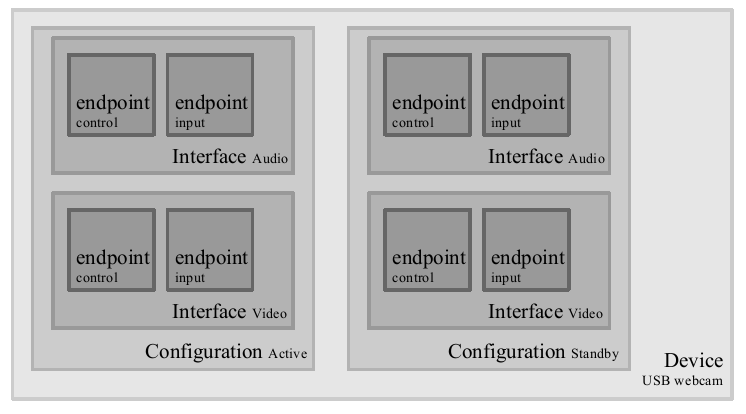 endpoint
control
endpoint
input
Interface Audio
endpoint
control
endpoint
input
Interface Video
Configuration Active
endpoint
control
endpoint
input
Interface Audio
endpoint
control
endpoint
input
Interface Video
Configuration Standby
Device
USB webcam